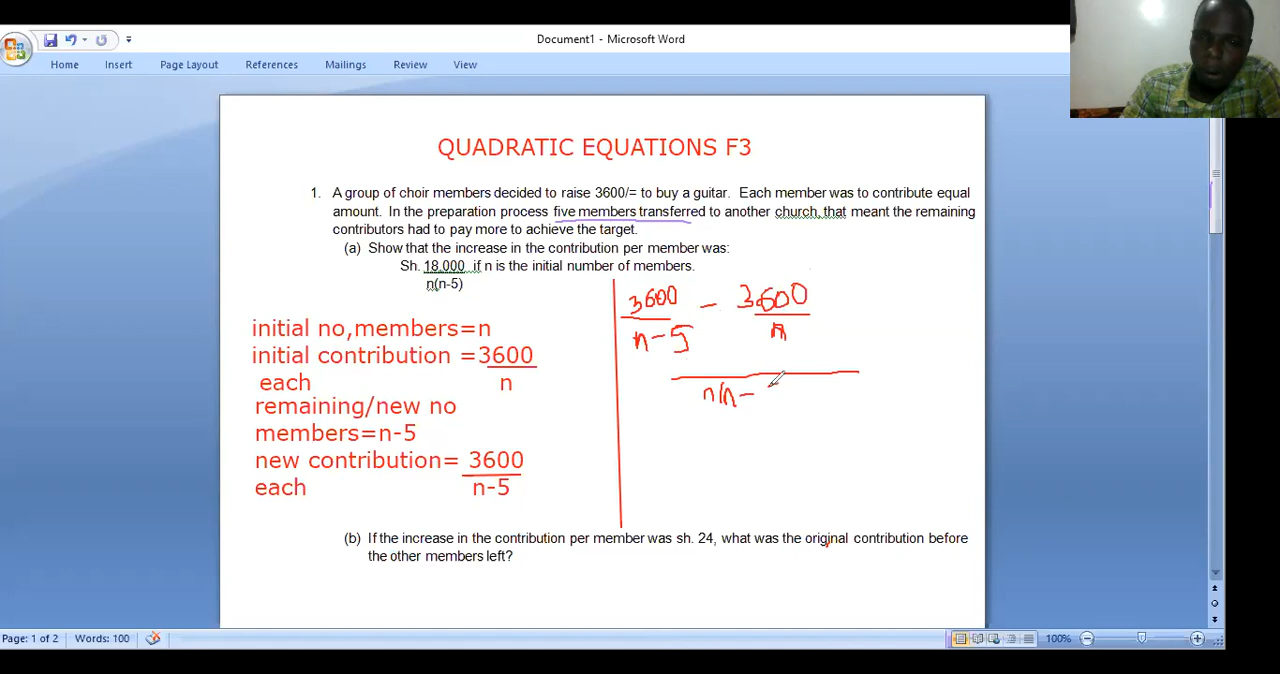 Document1 - Microsoft Word
Home Insert Page Layout References Mailings Review View
QUADRATIC EQUATIONS F3
1. A group of choir members decided to raise 3600/= to buy a guitar. Each member was to contribute equal
amount. In the preparation process five members transferred to another church, that meant the remaining
contributors had to pay more to achieve the target.
(a) Show that the increase in the contribution per member was:
Sh. 18,000 if n is the initial number of members.
n(n-5)
initial no,members=n
initial contribution =3600
each n
remaining/new no
members=n-5
new contribution= 3600
each n-5
3600 - 3600
n-5 n
n(n-
(b) If the increase in the contribution per member was sh. 24, what was the original contribution before
the other members left?
Page: 1 of 2 Words: 100 100%